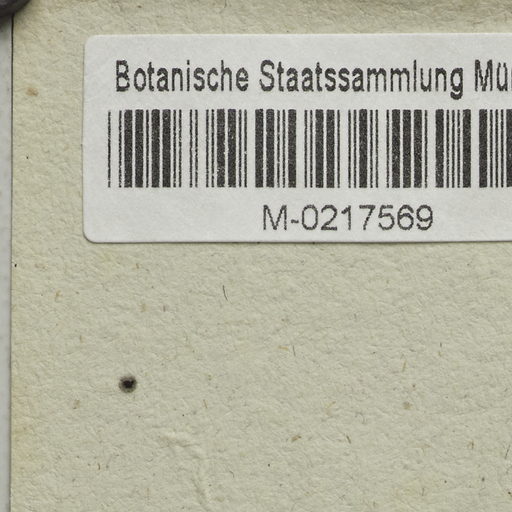 Botanische Staatssammlung Mü
M-0217569